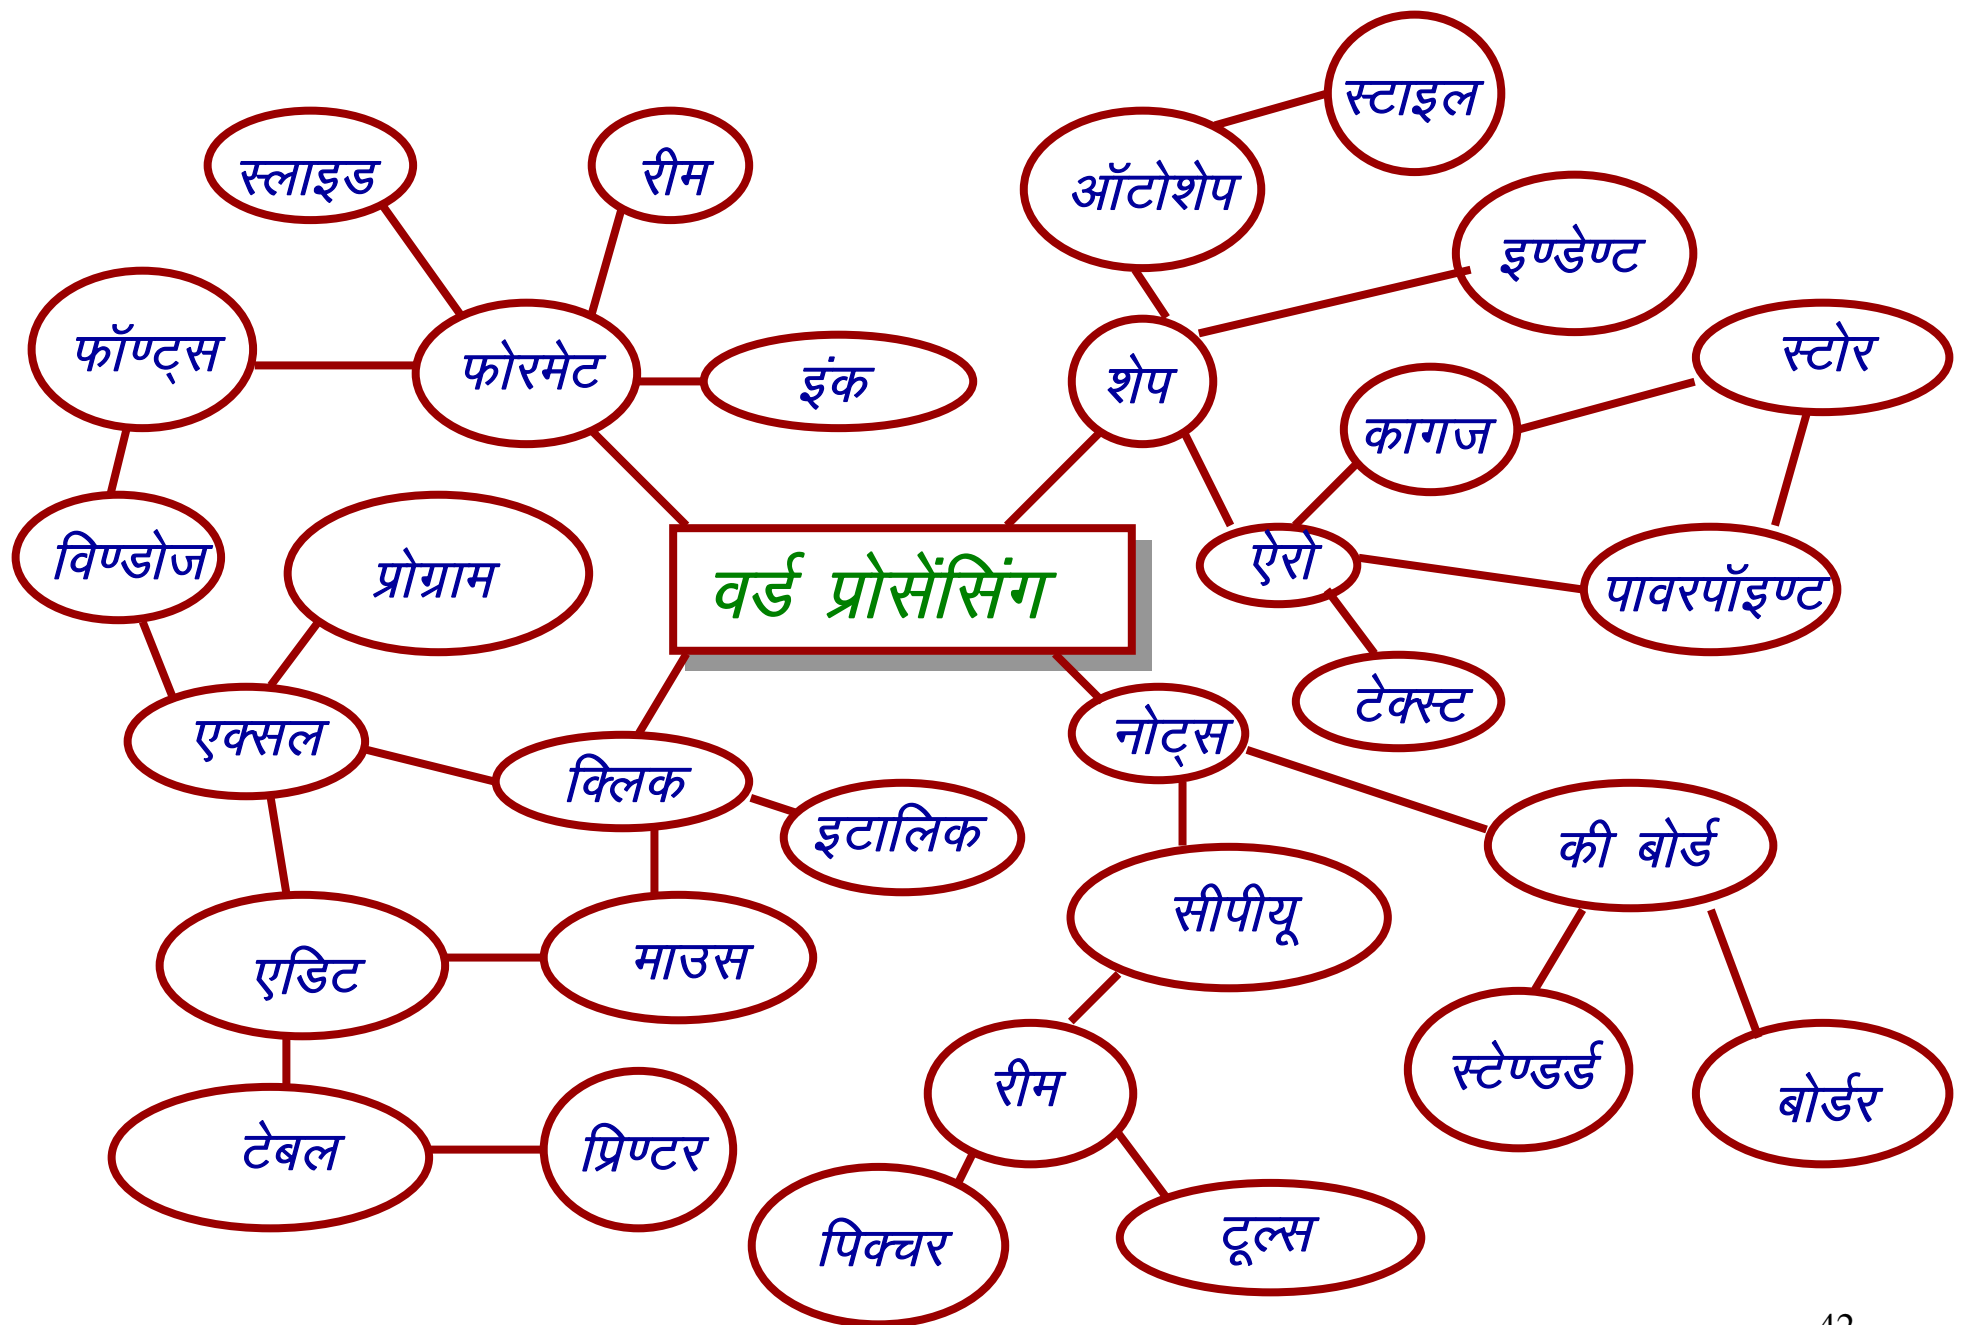 स्टाइल
स्लाइड
रीम
ऑटोशेप
इण्डेण्ट
फॉण्ट्स
फोरमेट
इंक
शेप
स्टोर
कागज
विण्डोज
प्रोग्राम
वर्ड प्रोसेंसिंग
ऐरो
पावरपॉइण्ट
टेक्स्ट
एक्सल
क्लिक
नोट्स
इटालिक
की बोर्ड
सीपीयू
एडिट
माउस
रीम
स्टेण्डर्ड
बोर्डर
टेबल
प्रिण्टर
पिक्चर
टूल्स
42